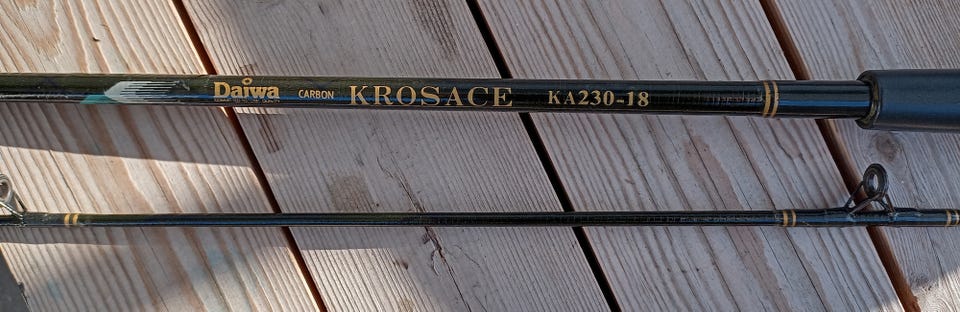 Daiwa CARBON KROSACE KA230-18